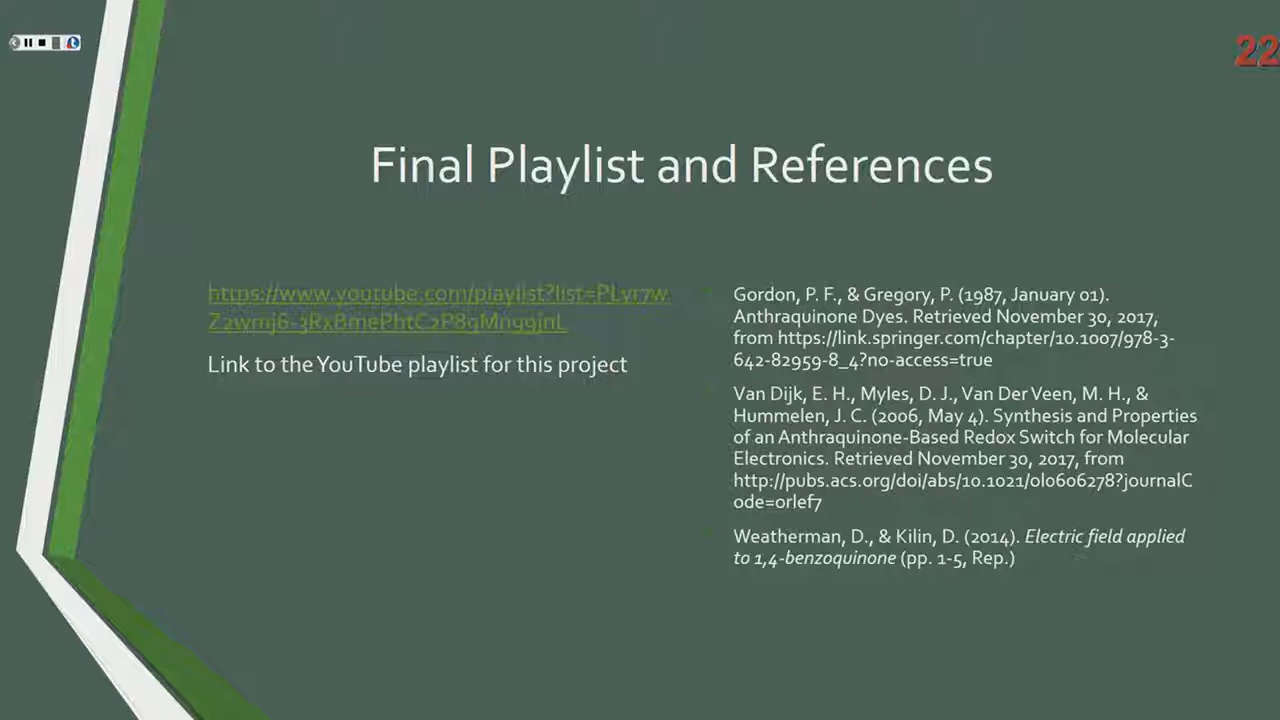 22
Final Playlist and References
https://www.youtube.com/playlist?list=PLyr7w
Link to the YouTube playlist for this project
Gordon, P. F., & Gregory, P. (1987, January 01).
Anthraquinone Dyes. Retrieved November 30, 2017,
from https://link.springer.com/chapter/10.1007/978-3-
642-82959-8_4?no-access=true
Van Dijk, E. H., Myles, D. J., Van Der Veen, M. H., &
Hummelen, J. C. (2006, May 4). Synthesis and Properties
of an Anthraquinone-Based Redox Switch for Molecular
Electronics. Retrieved November 30, 2017, from
http://pubs.acs.org/doi/abs/10.1021/ol0606278?journalC
ode=orlef7
Weatherman, D., & Kilin, D. (2014). Electric field applied
to 1,4-benzoquinone (pp. 1-5, Rep.)